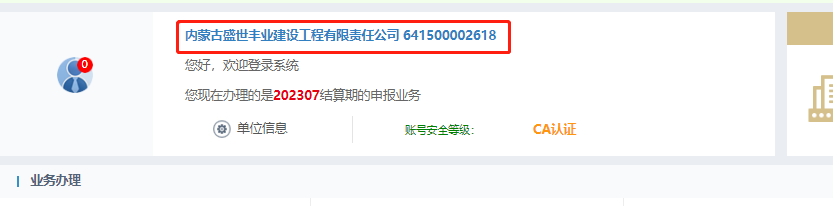 内蒙古盛世丰业建设工程有限责任公司 641500002618
0
您好，欢迎登录系统
您现在办理的是202307结算期的申报业务
单位信息 账号安全等级： CA认证
业务办理